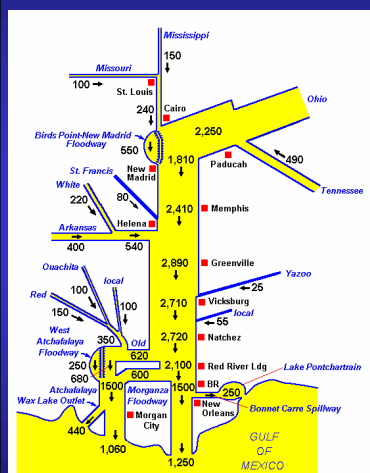 Mississippi
150
Missouri
100
St. Louis
240
Cairo
Ohio
2,250
Birds Point-New Madrid
Floodway
550
1,810
Paducah
490
New
Madrid
Tennessee
St. Francis
White
220
80
2,410
Memphis
Helena
Arkansas
400
540
2,890
Greenville
Ouachita
Yazoo
100
local
25
Red
150
100
2,710
Vicksburg
local
55
West
Atchafalaya
Floodway
350
Old
2,720
Natchez
620
Lake Pontchartrain
250
680
600
2,100
Red River Ldg
Atchafalaya
1500
Morganza
Floodway
1500
BR
250
Wax Lake Outlet
New
Orleans
Bonnet Carre Spillway
Morgan
City
440
1,060
1,250
GULF
OF
MEXICO